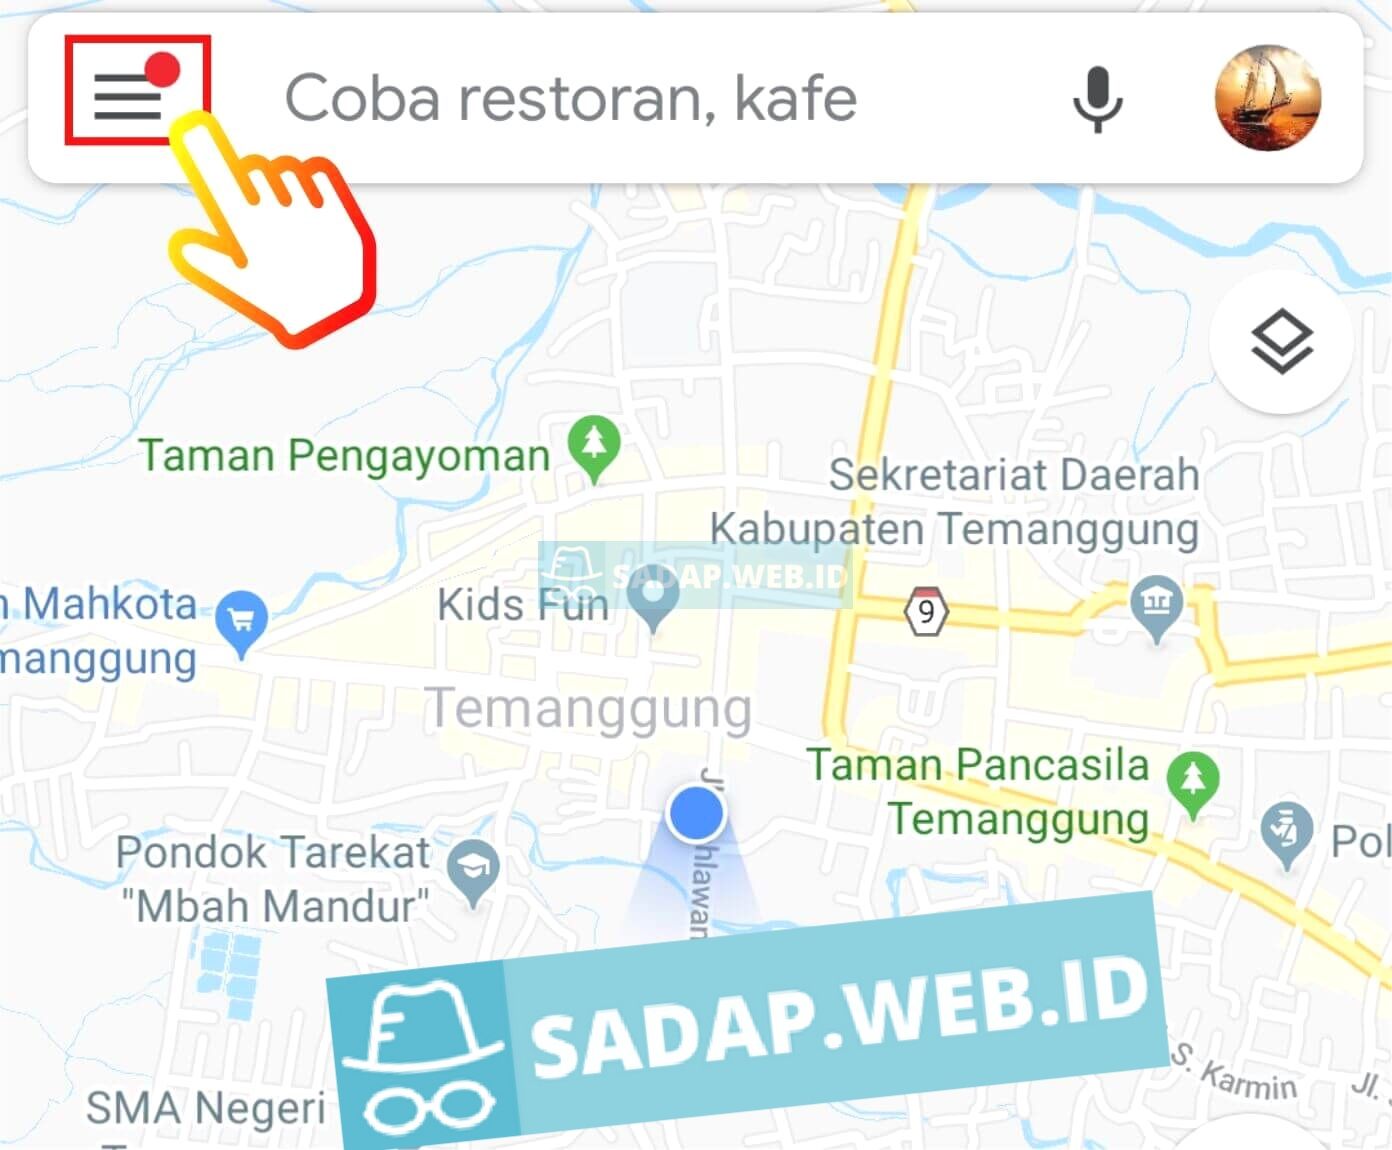 Coba restoran, kafe
Taman Pengayoman
Sekretariat Daerah
Kabupaten Temanggung
SADAP.WEB.ID
Mahkota
manggung
Kids Fun
9
Temanggung
Taman Pancasila
Temanggung
Pol
Pondok Tarekat
"Mbah Mandur"
hlawan
SADAP.WEB.ID
S. Karmin
Jl.
SMA Negeri